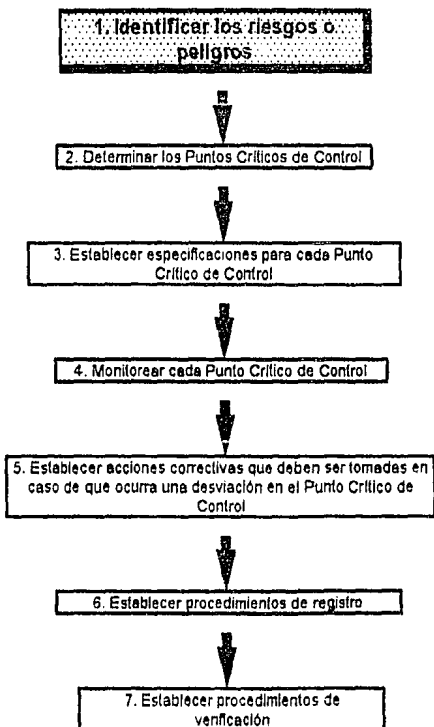 1. Identificar los riesgos o
peligros
2. Determinar los Puntos Críticos de Control
3. Establecer especificaciones para cada Punto
Crítico de Control
4. Monitorear cada Punto Crítico de Control
5. Establecer acciones correctivas que deben ser tomadas en
caso de que ocurra una desviación en el Punto Crítico de
Control
6. Establecer procedimientos de registro
7. Establecer procedimientos de
verificación